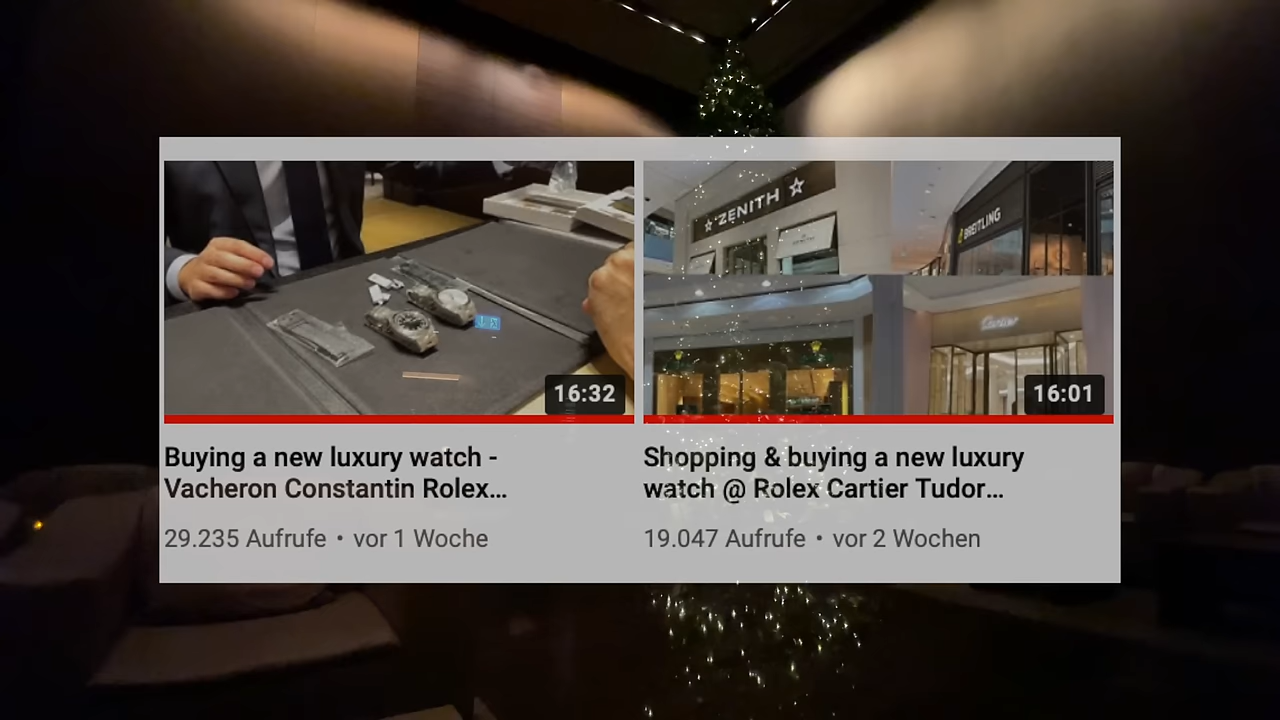 ZENITH
BREITLING
Cartier
16:32
16:01
Buying a new luxury watch -
Vacheron Constantin Rolex...
29.235 Aufrufe • vor 1 Woche
Shopping & buying a new luxury
watch @ Rolex Cartier Tudor...
19.047 Aufrufe • vor 2 Wochen